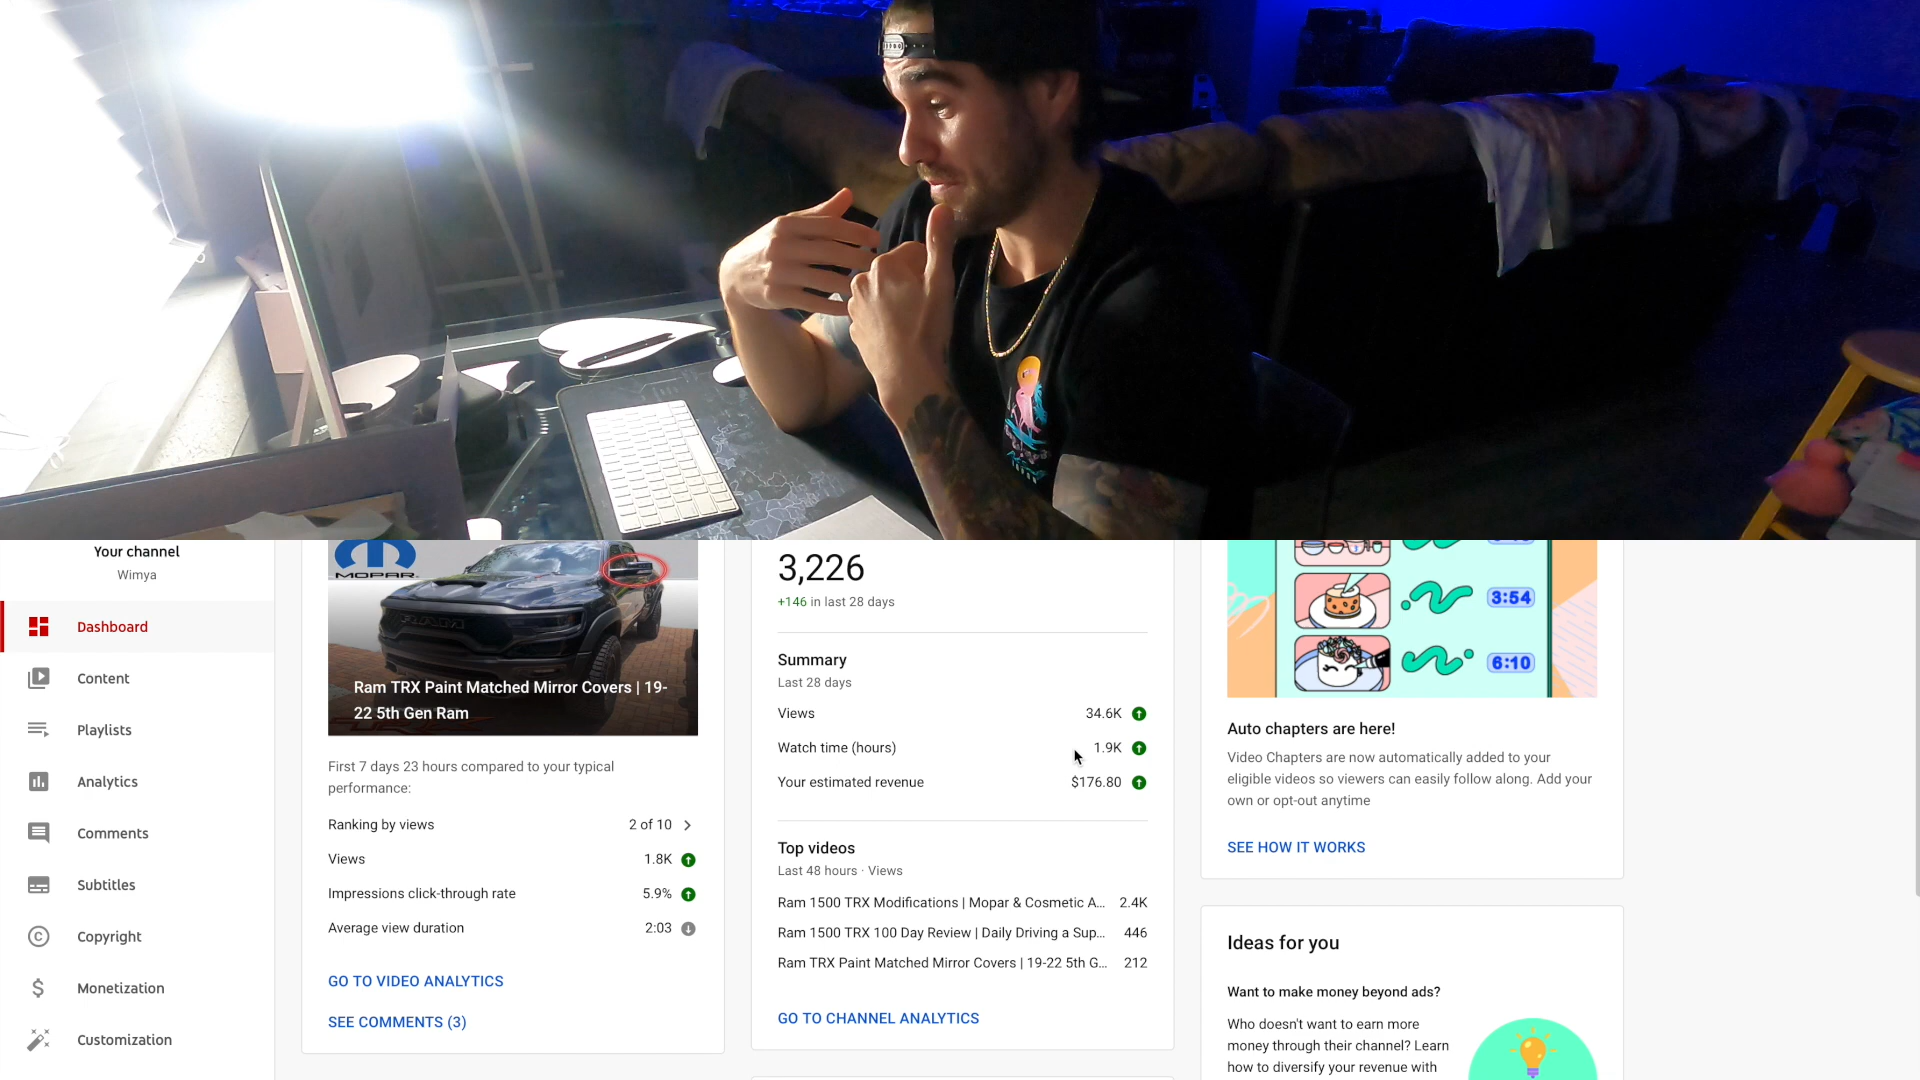 Your channel
Wimya
Dashboard
Content
Playlists
Analytics
Comments
Subtitles
Copyright
Monetization
Customization
MOPAR
RAM
Ram TRX Paint Matched Mirror Covers | 19-
22 5th Gen Ram
First 7 days 23 hours compared to your typical
performance:
Ranking by views 2 of 10
Views 1.8K
Impressions click-through rate 5.9%
Average view duration 2:03
GO TO VIDEO ANALYTICS
SEE COMMENTS (3)
3,226
+146 in last 28 days
Summary
Last 28 days
Views 34.6K
Watch time (hours) 1.9K
Your estimated revenue $176.80
Top videos
Last 48 hours · Views
Ram 1500 TRX Modifications | Mopar & Cosmetic A... 2.4K
Ram 1500 TRX 100 Day Review | Daily Driving a Sup... 446
Ram TRX Paint Matched Mirror Covers | 19-22 5th G... 212
GO TO CHANNEL ANALYTICS
3:54
6:10
Auto chapters are here!
Video Chapters are now automatically added to your
eligible videos so viewers can easily follow along. Add your
own or opt-out anytime
SEE HOW IT WORKS
Ideas for you
Want to make money beyond ads?
Who doesn't want to earn more
money through their channel? Learn
how to diversify your revenue with